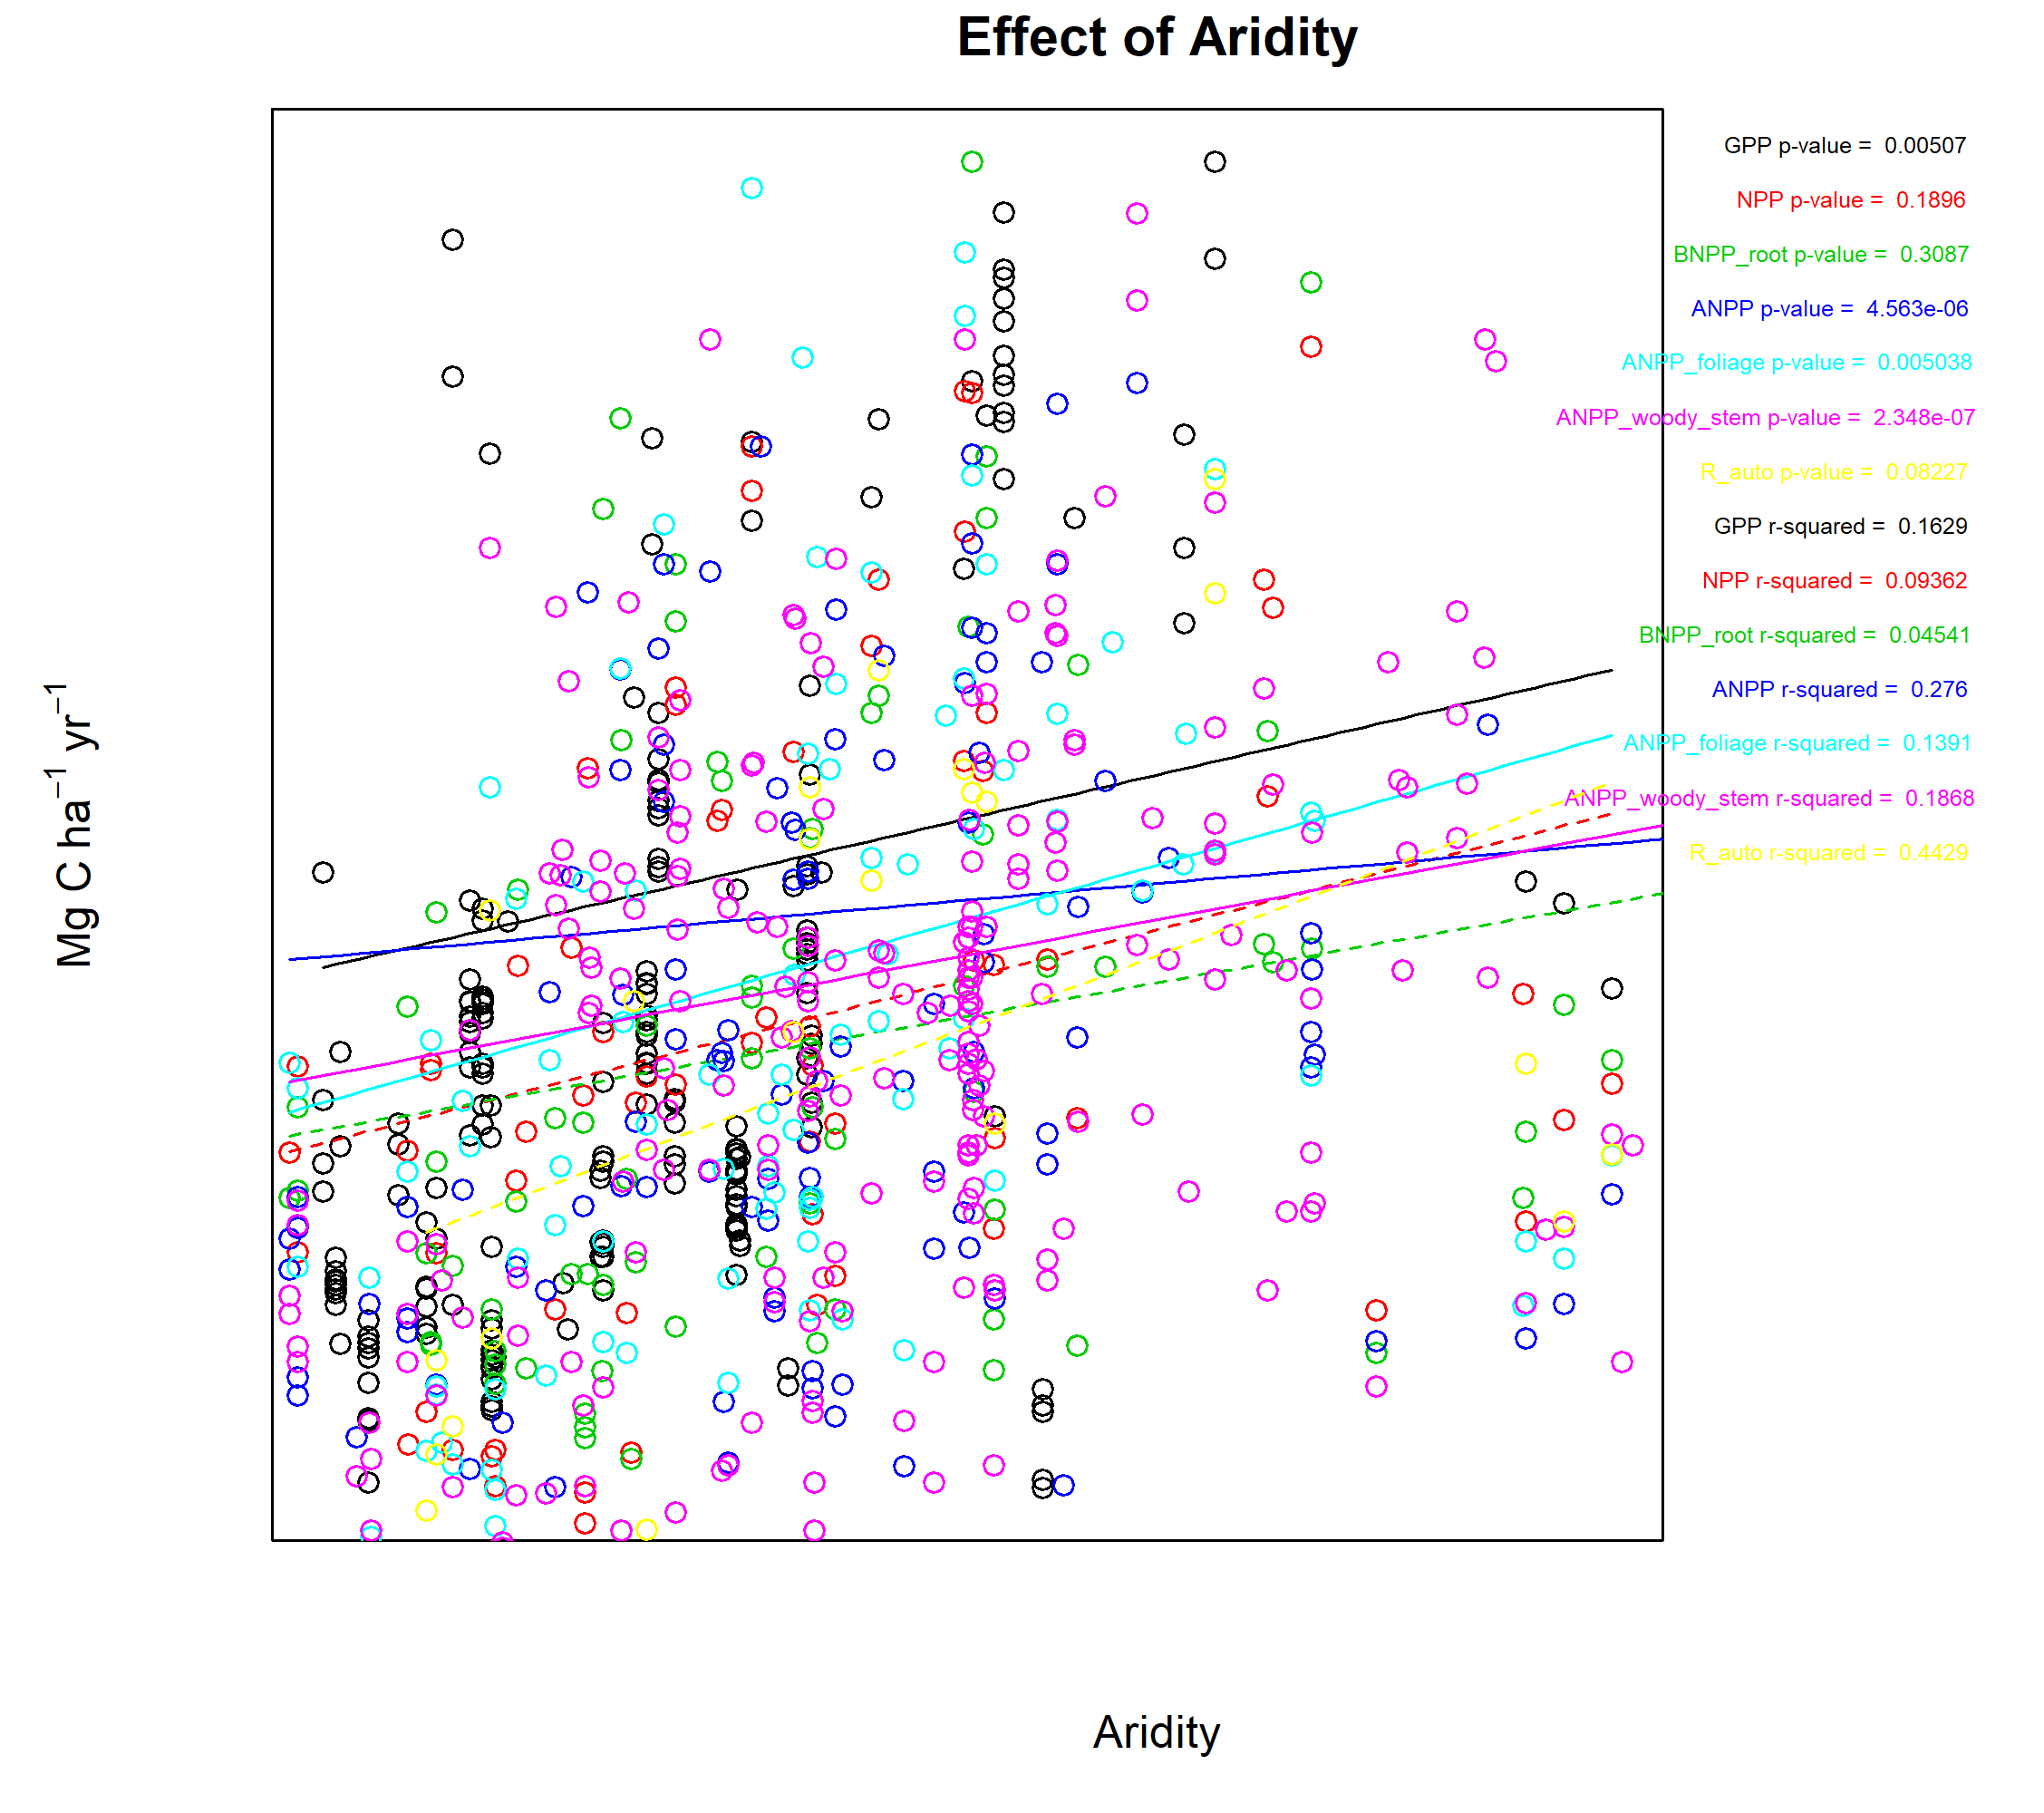 Effect of Aridity
GPP p-value = 0.00507
NPP p-value = 0.1896
BNPP_root p-value = 0.3087
ANPP p-value = 4.563e-06
ANPP_foliage p-value = 0.005038
ANPP_woody_stem p-value = 2.348e-07
R_auto p-value = 0.08227
GPP r-squared = 0.1629
NPP r-squared = 0.09362
BNPP_root r-squared = 0.04541
ANPP r-squared = 0.276
ANPP_foliage r-squared = 0.1391
ANPP_woody_stem r-squared = 0.1868
R_auto r-squared = 0.4429
Mg C ha⁻¹ yr⁻¹
Aridity